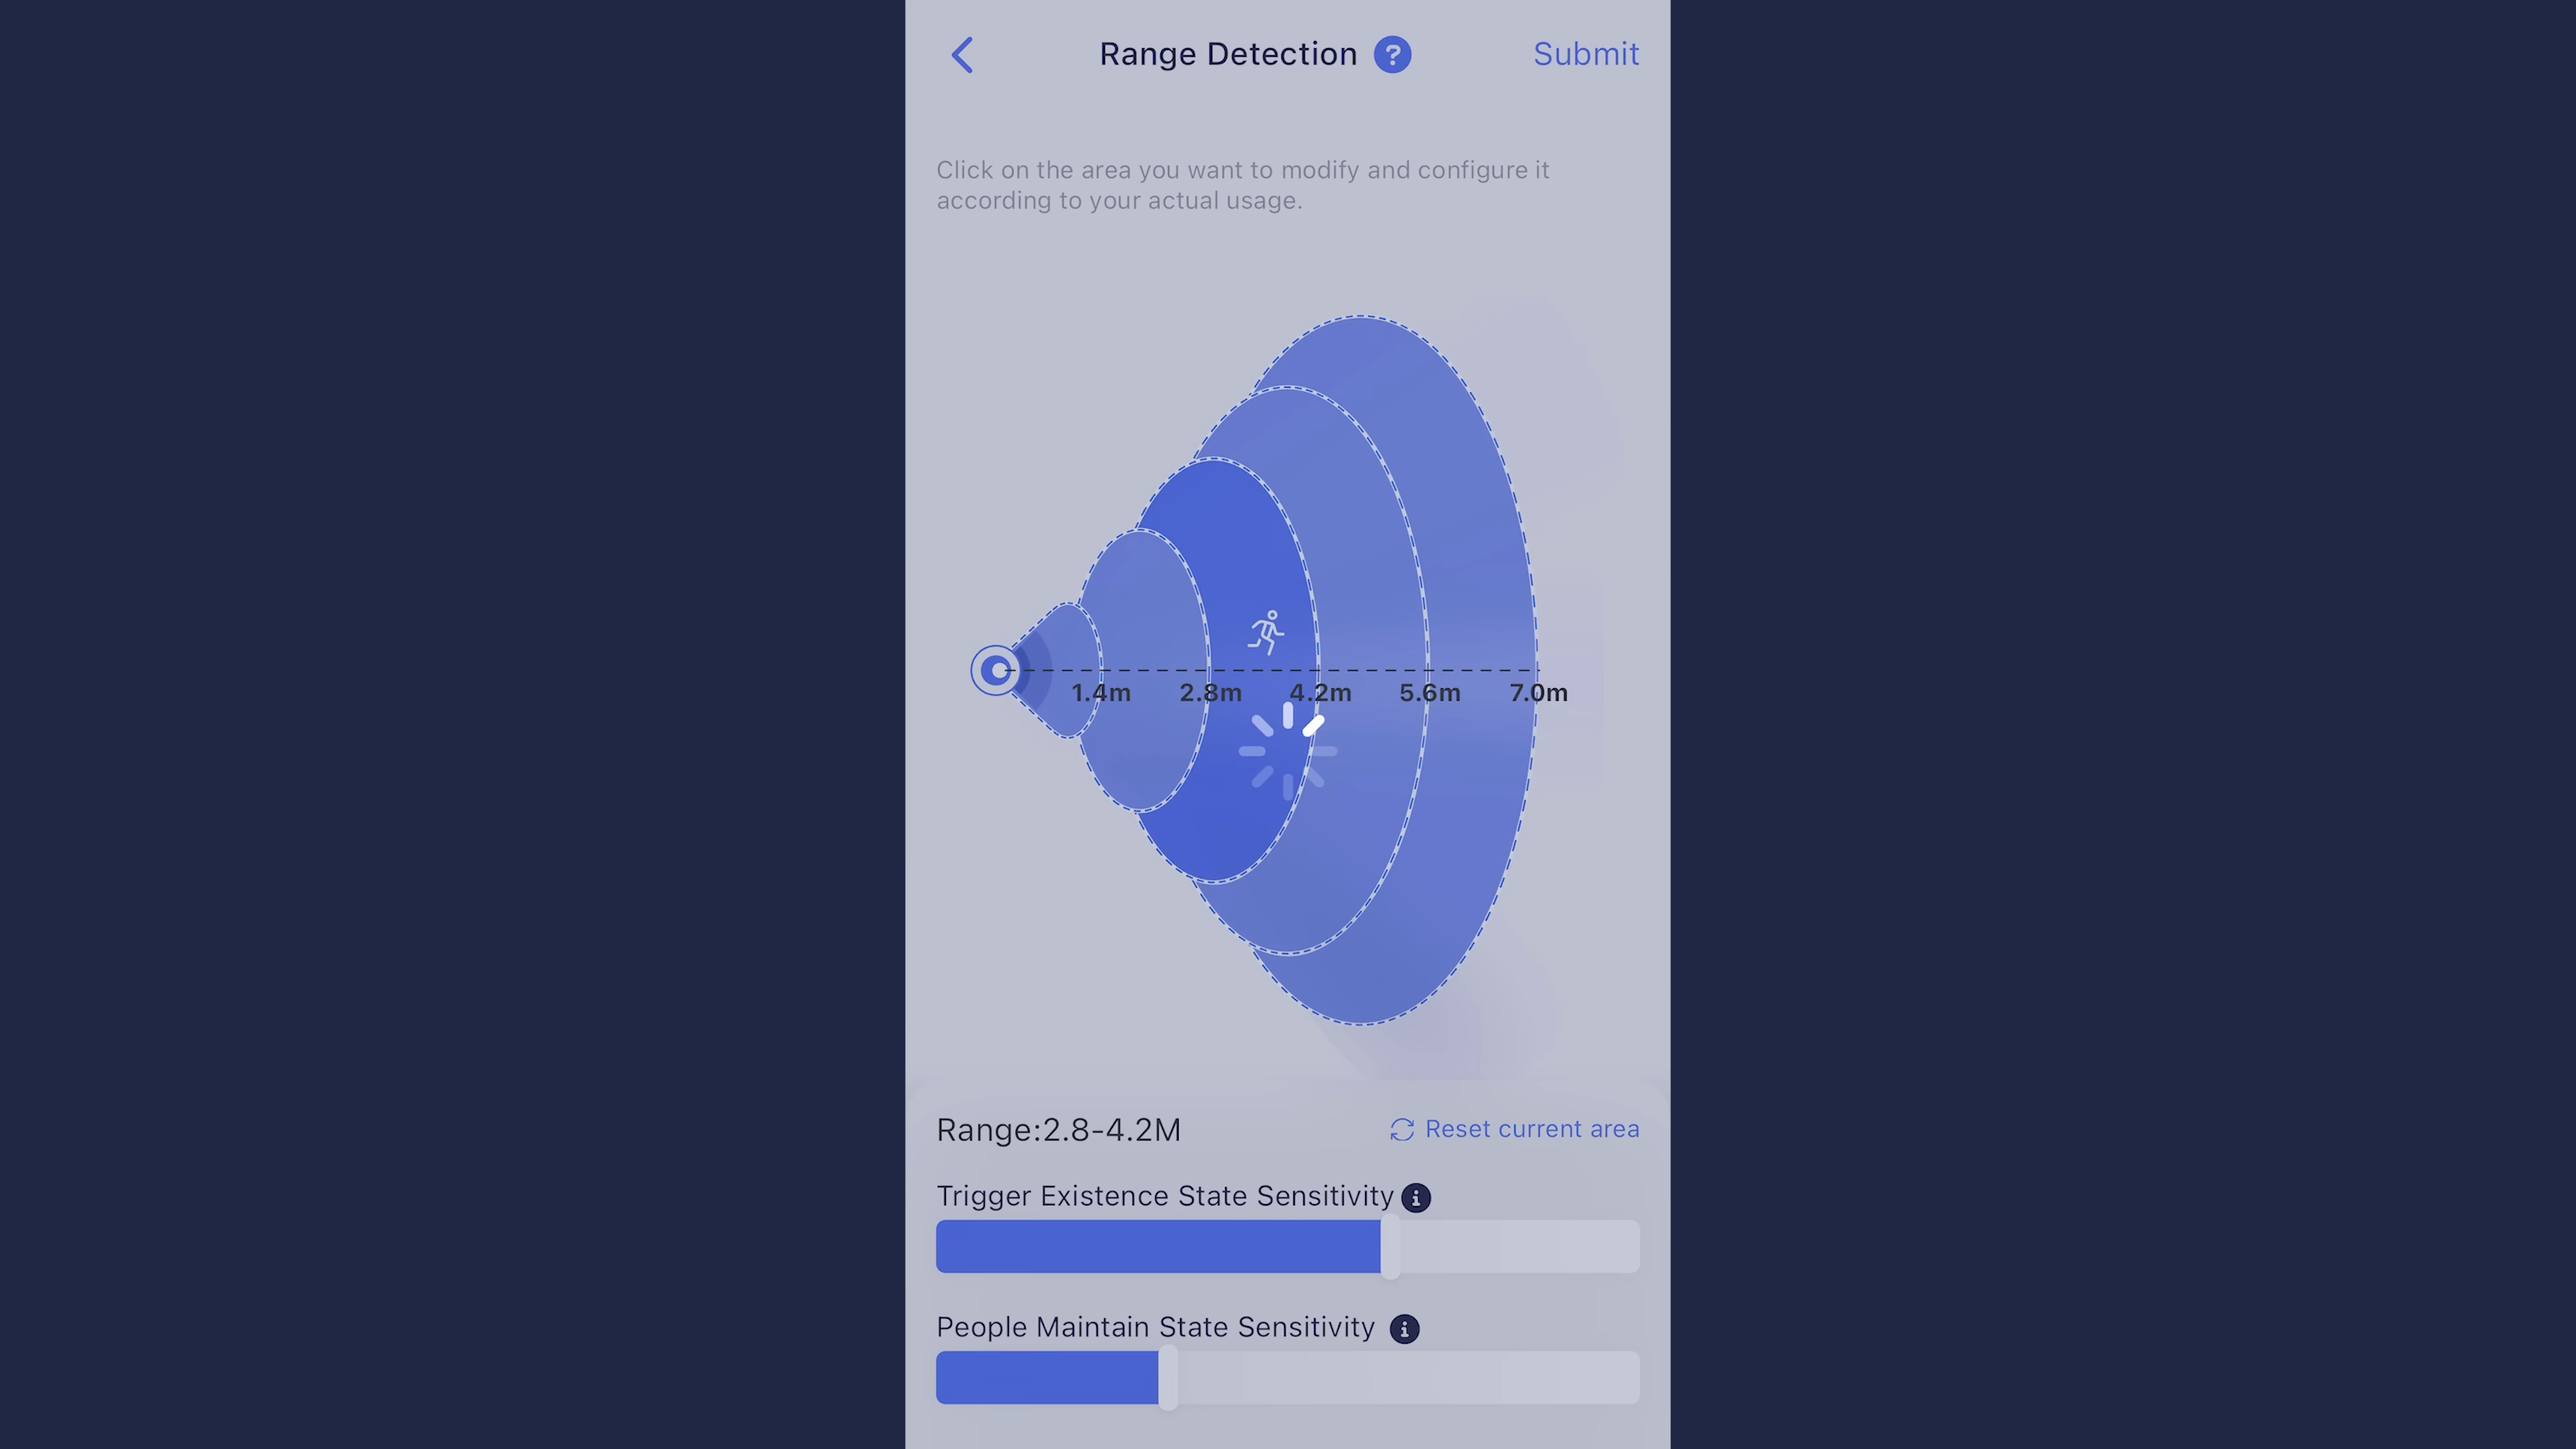 Range Detection ?
Submit
Click on the area you want to modify and configure it
according to your actual usage.
1.4m 2.8m 4.2m 5.6m 7.0m
Range:2.8-4.2M
Reset current area
Trigger Existence State Sensitivity i
People Maintain State Sensitivity i